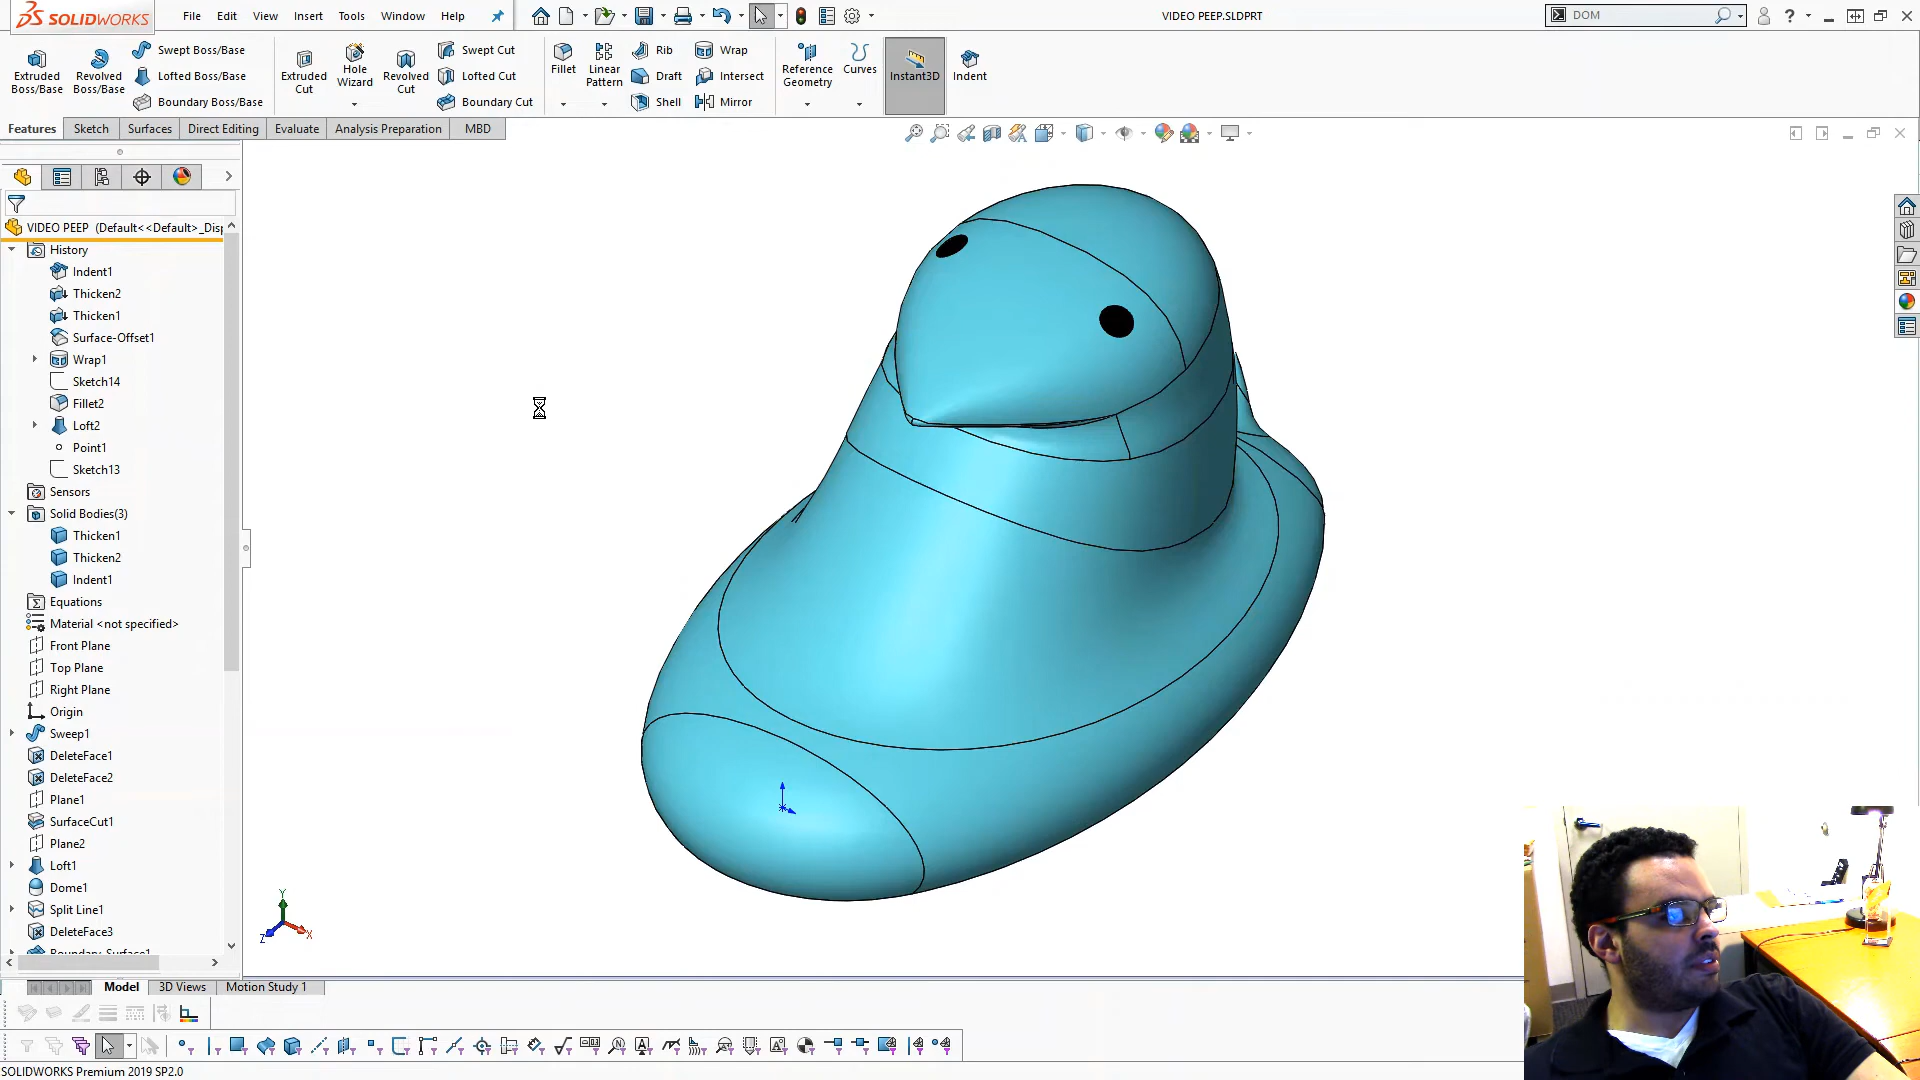 SOLIDWORKS File Edit View Insert Tools Window Help VIDEO PEEP.SLDPRT DOM
Extruded Boss/Base
Revolved Boss/Base
Swept Boss/Base
Lofted Boss/Base
Boundary Boss/Base
Extruded Cut
Hole Wizard
Revolved Cut
Swept Cut
Lofted Cut
Boundary Cut
Fillet
Linear Pattern
Rib
Draft
Shell
Wrap
Intersect
Mirror
Reference Geometry
Curves
Instant3D
Indent
Features Sketch Surfaces Direct Editing Evaluate Analysis Preparation MBD
VIDEO PEEP (Default<<Default>_Disp
History
Indent1
Thicken2
Thicken1
Surface-Offset1
Wrap1
Sketch14
Fillet2
Loft2
Point1
Sketch13
Sensors
Solid Bodies(3)
Thicken1
Thicken2
Indent1
Equations
Material <not specified>
Front Plane
Top Plane
Right Plane
Origin
Sweep1
DeleteFace1
DeleteFace2
Plane1
SurfaceCut1
Plane2
Loft1
Dome1
Split Line1
DeleteFace3
Boundary-Surface1
Y
Z
X
Model 3D Views Motion Study 1
SOLIDWORKS Premium 2019 SP2.0